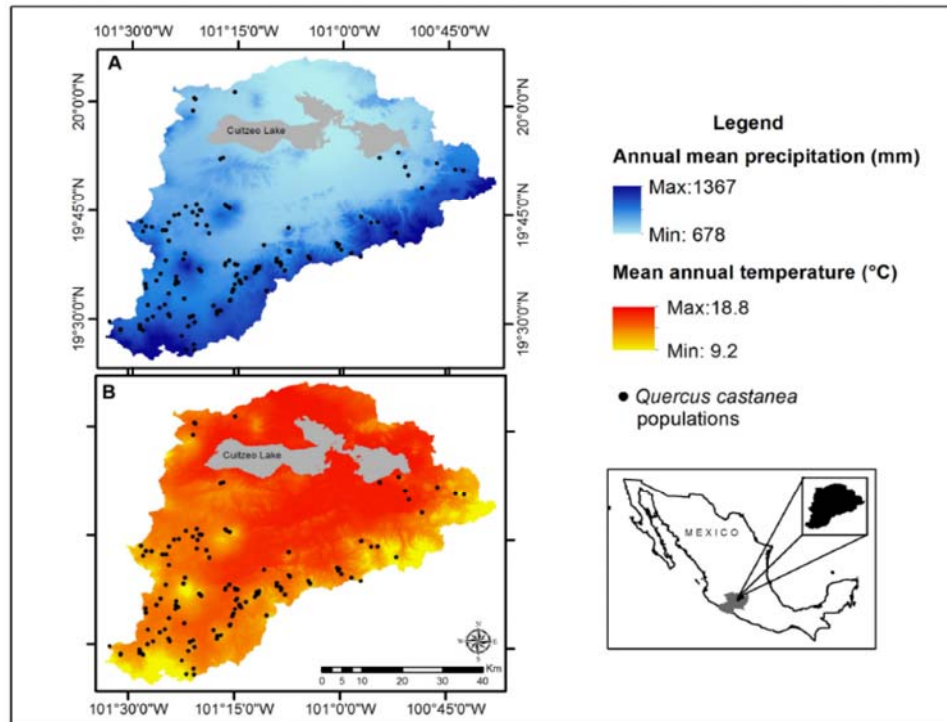 101°30'0"W 101°15'0"W 101°0'0"W 100°45'0"W
A
20°0'0"N
19°45'0"N
19°30'0"N
Cuitzeo Lake
20°0'0"N
19°45'0"N
19°30'0"N
B
Cuitzeo Lake
N
E
S
W
Km
0 5 10 20 30 40
101°30'0"W 101°15'0"W 101°0'0"W 100°45'0"W
Legend
Annual mean precipitation (mm)
Max:1367
Min: 678
Mean annual temperature (°C)
Max:18.8
Min: 9.2
Quercus castanea
populations
MEXICO